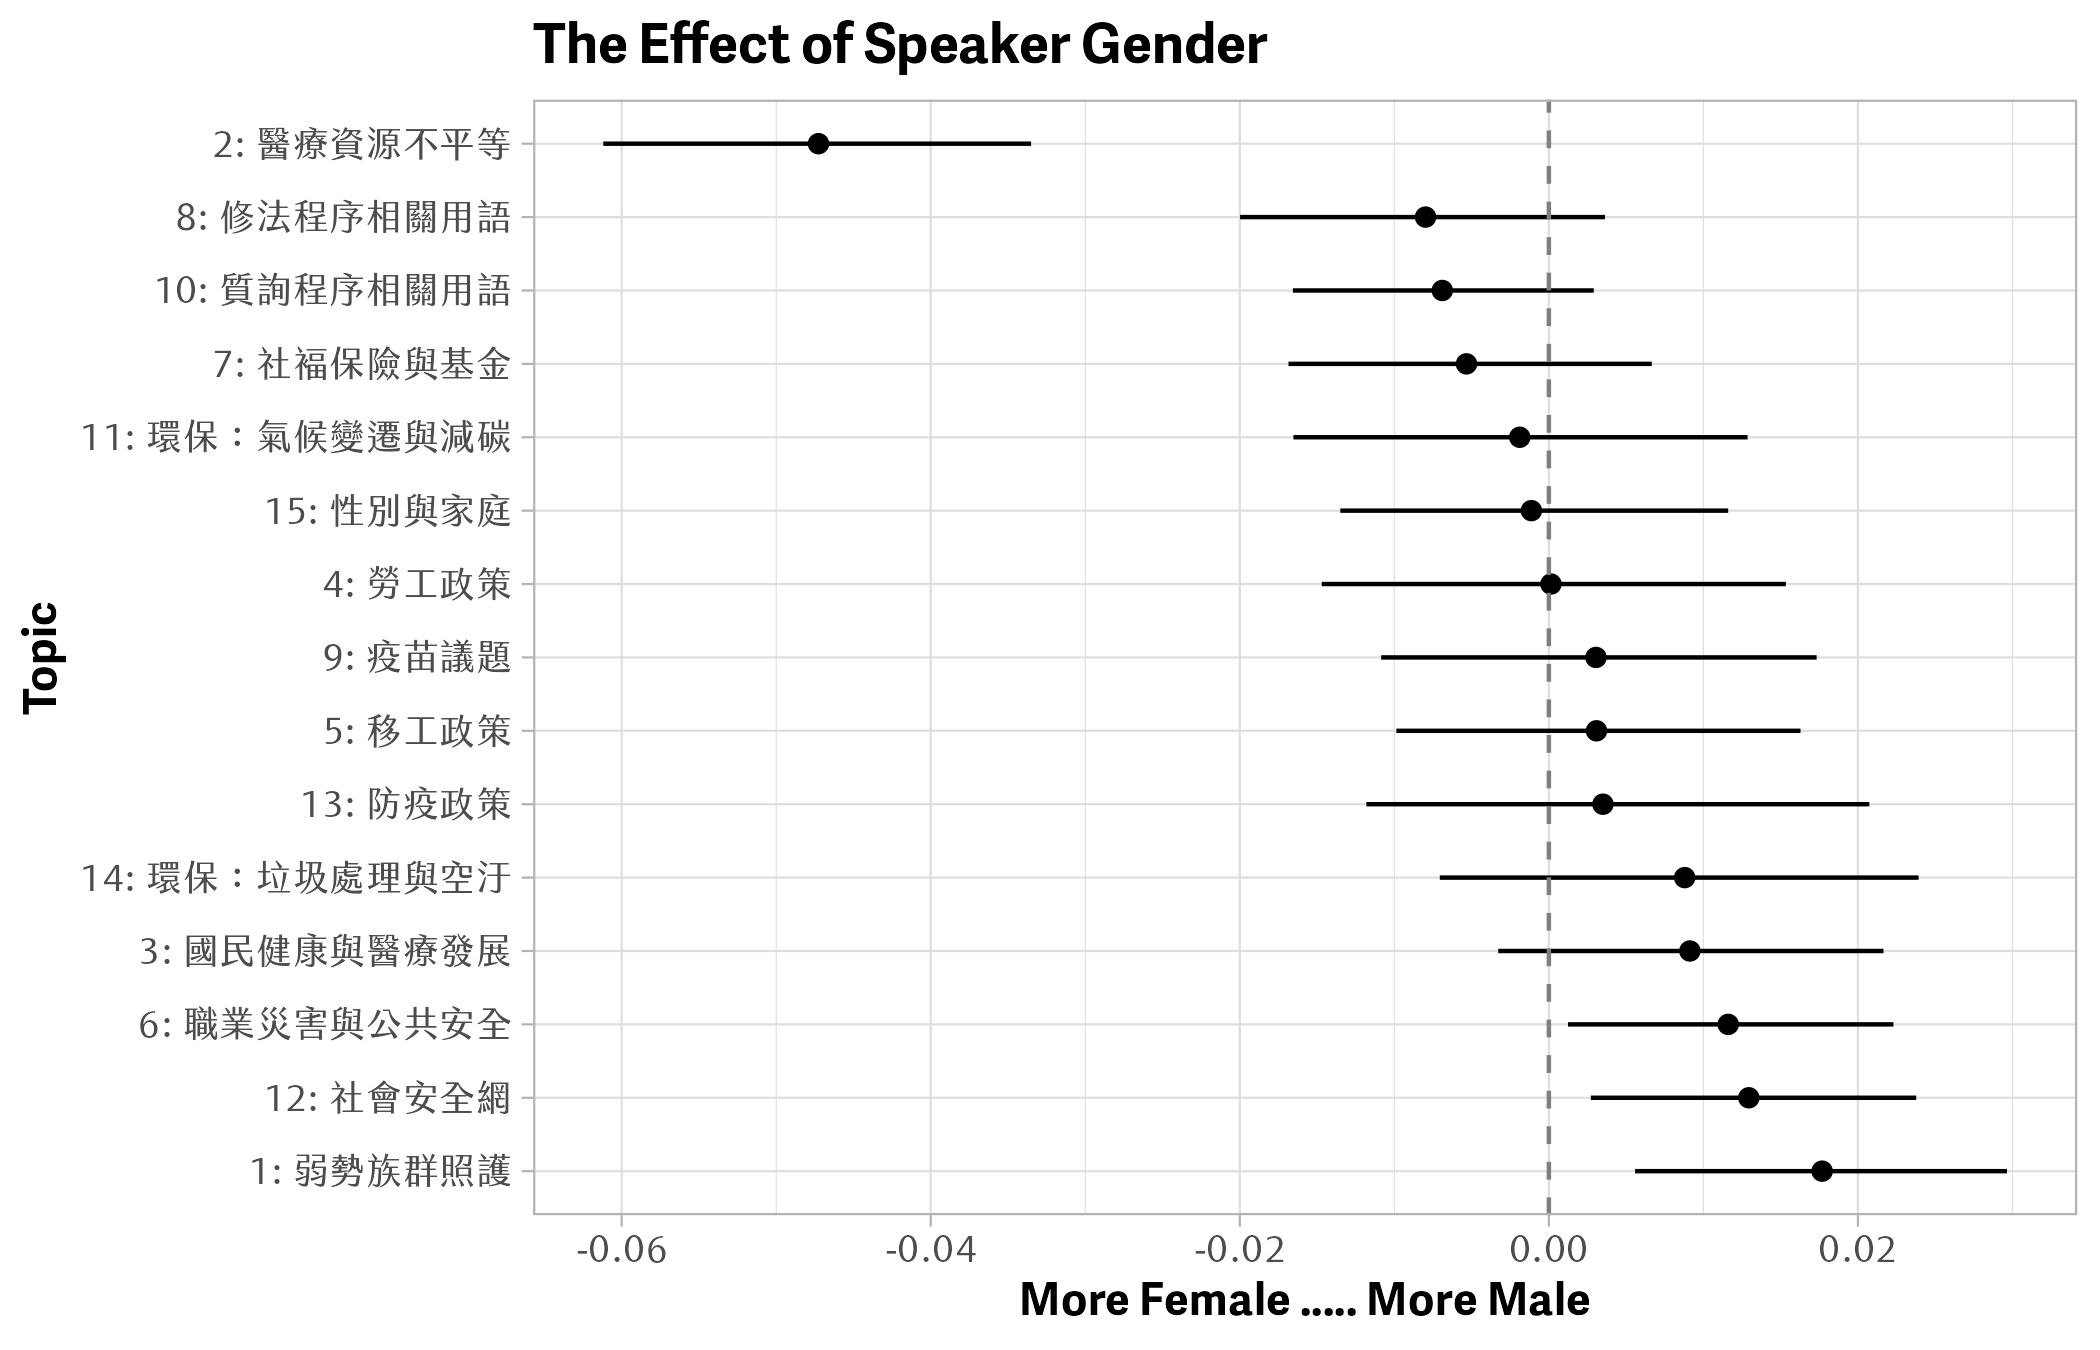 The Effect of Speaker Gender
Topic
2: 醫療資源不平等
8: 修法程序相關用語
10: 質詢程序相關用語
7: 社福保險與基金
11: 環保：氣候變遷與減碳
15: 性別與家庭
4: 勞工政策
9: 疫苗議題
5: 移工政策
13: 防疫政策
14: 環保：垃圾處理與空汙
3: 國民健康與醫療發展
6: 職業災害與公共安全
12: 社會安全網
1: 弱勢族群照護
-0.06 -0.04 -0.02 0.00 0.02
More Female ..... More Male